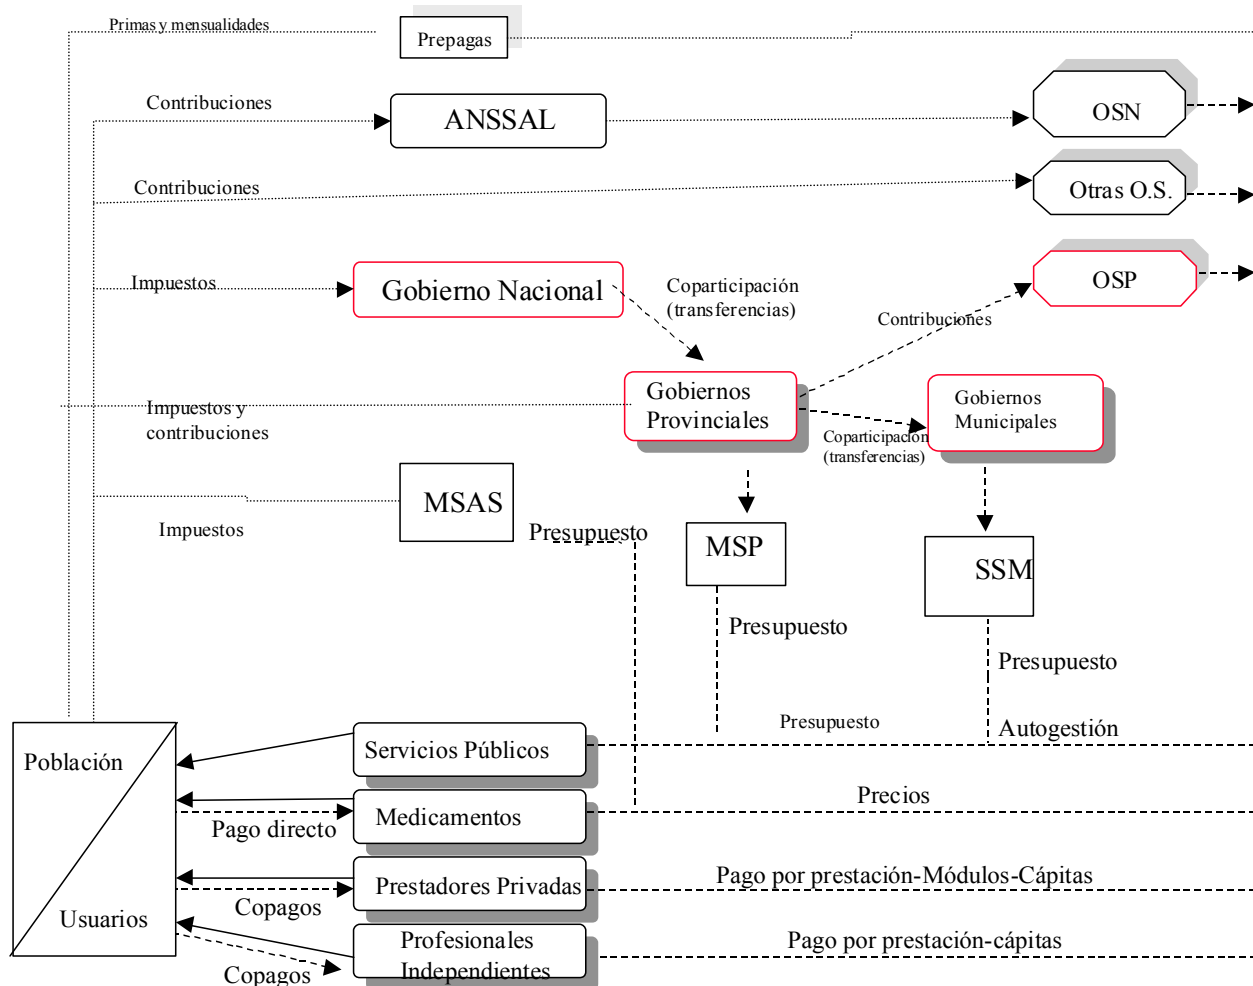 Primas y mensualidades
Prepagas
Contribuciones
ANSSAL
OSN
Contribuciones
Otras O.S.
Impuestos
Gobierno Nacional
Coparticipación
(transferencias)
OSP
Contribuciones
Impuestos y
contribuciones
Gobiernos
Provinciales
Gobiernos
Municipales
Coparticipación
(transferencias)
MSAS
Impuestos
Presupuesto
MSP
SSM
Presupuesto
Presupuesto
Población
Servicios Públicos
Presupuesto
Autogestión
Pago directo
Medicamentos
Precios
Usuarios
Copagos
Prestadores Privadas
Pago por prestación-Módulos-Cápitas
Copagos
Profesionales
Independientes
Pago por prestación-cápitas